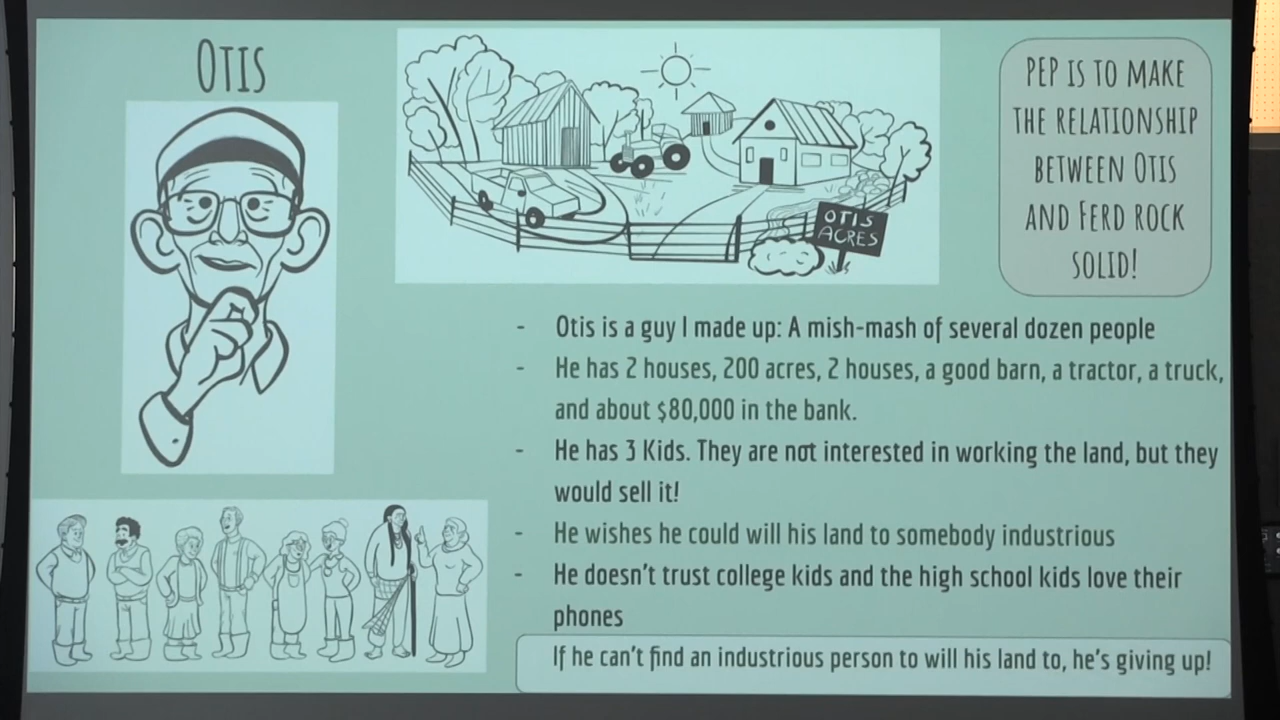 OTIS
OTIS
ACRES
PEP IS TO MAKE
THE RELATIONSHIP
BETWEEN OTIS
AND FERD ROCK
SOLID!
- Otis is a guy I made up: A mish-mash of several dozen people
- He has 2 houses, 200 acres, 2 houses, a good barn, a tractor, a truck,
and about $80,000 in the bank.
- He has 3 Kids. They are not interested in working the land, but they
would sell it!
- He wishes he could will his land to somebody industrious
- He doesn't trust college kids and the high school kids love their
phones
If he can't find an industrious person to will his land to, he's giving up!